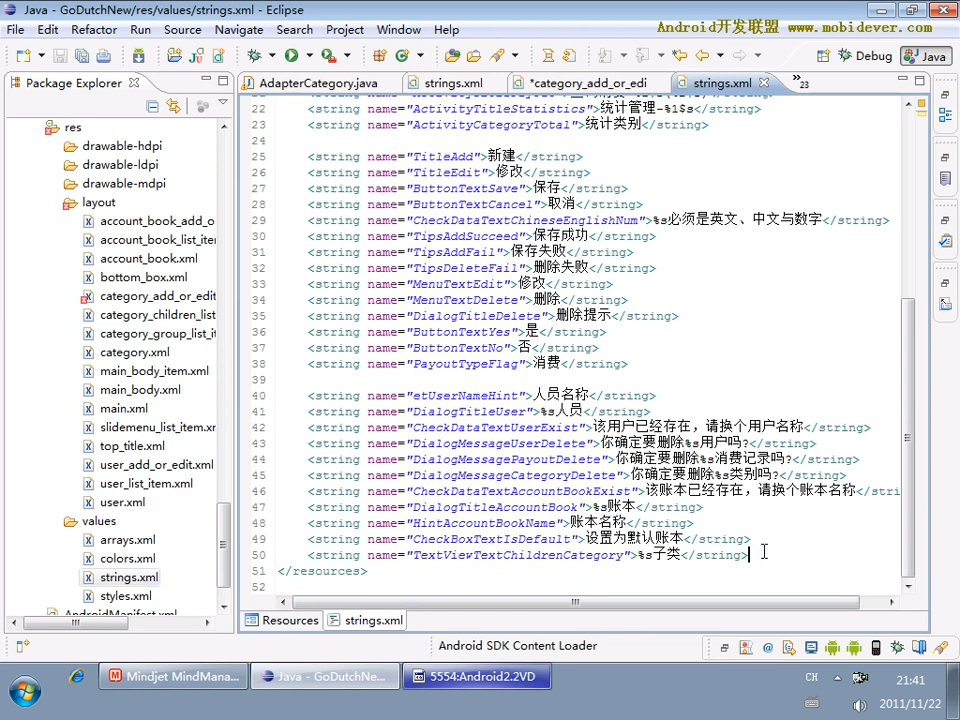 Java - GoDutchNew/res/values/strings.xml - Eclipse
File Edit Refactor Run Source Navigate Search Project Window Help
Android开发联盟 www.mobidever.com
Debug Java
Package Explorer
AdapterCategory.java strings.xml *category_add_or_edi strings.xml 23
res
drawable-hdpi
drawable-ldpi
drawable-mdpi
layout
account_book_add_o
account_book_list_iter
account_book.xml
bottom_box.xml
category_add_or_edit
category_children_list
category_group_list_it
category.xml
main_body_item.xml
main_body.xml
main.xml
slidemenu_list_item.xr
top_title.xml
user_add_or_edit.xml
user_list_item.xml
user.xml
values
arrays.xml
colors.xml
strings.xml
styles.xml
AndroidManifest.xml
22 <string name="ActivityTitleStatistics">统计管理-%1$s</string>
23 <string name="ActivityCategoryTotal">统计类别</string>
24
25 <string name="TitleAdd">新建</string>
26 <string name="TitleEdit">修改</string>
27 <string name="ButtonTextSave">保存</string>
28 <string name="ButtonTextCancel">取消</string>
29 <string name="CheckDataTextChineseEnglishNum">%s必须是英文、中文与数字</string>
30 <string name="TipsAddSucceed">保存成功</string>
31 <string name="TipsAddFail">保存失败</string>
32 <string name="TipsDeleteFail">删除失败</string>
33 <string name="MenuTextEdit">修改</string>
34 <string name="MenuTextDelete">删除</string>
35 <string name="DialogTitleDelete">删除提示</string>
36 <string name="ButtonTextYes">是</string>
37 <string name="ButtonTextNo">否</string>
38 <string name="PayoutTypeFlag">消费</string>
39
40 <string name="etUserNameHint">人员名称</string>
41 <string name="DialogTitleUser">%s人员</string>
42 <string name="CheckDataTextUserExist">该用户已经存在，请换个用户名称</string>
43 <string name="DialogMessageUserDelete">你确定要删除%s用户吗?</string>
44 <string name="DialogMessagePayoutDelete">你确定要删除%s消费记录吗?</string>
45 <string name="DialogMessageCategoryDelete">你确定要删除%s类别吗?</string>
46 <string name="CheckDataTextAccountBookExist">该账本已经存在，请换个账本名称</stri
47 <string name="DialogTitleAccountBook">%s账本</string>
48 <string name="HintAccountBookName">账本名称</string>
49 <string name="CheckBoxTextIsDefault">设置为默认账本</string>
50 <string name="TextViewTextChildrenCategory">%s子类</string>
51 </resources>
52
Resources strings.xml
Android SDK Content Loader
Mindjet MindMana... Java - GoDutchNe... 5554:Android2.2VD
CH 21:41
2011/11/22